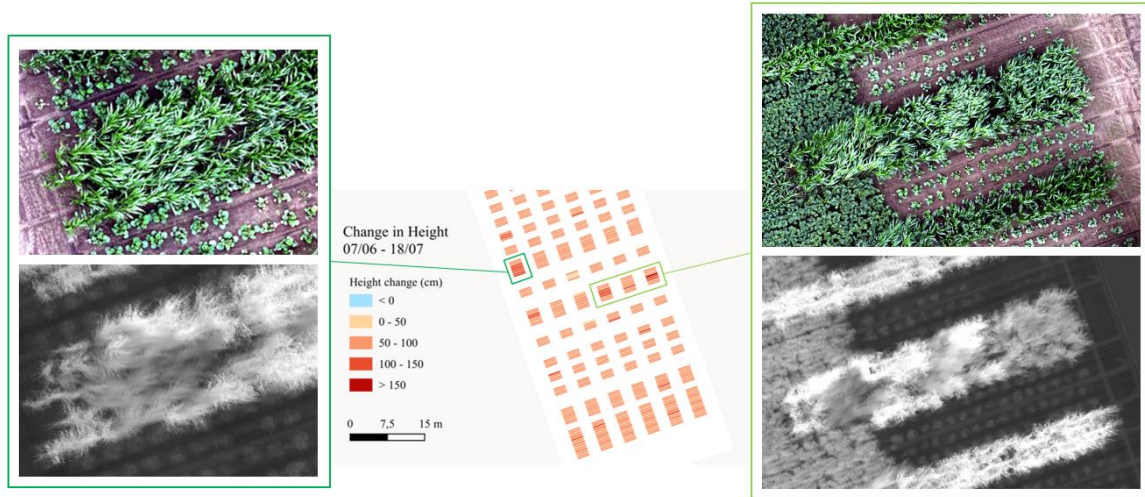 Change in Height
07/06 - 18/07
Height change (cm)
< 0
0 - 50
50 - 100
100 - 150
> 150
0 7,5 15 m